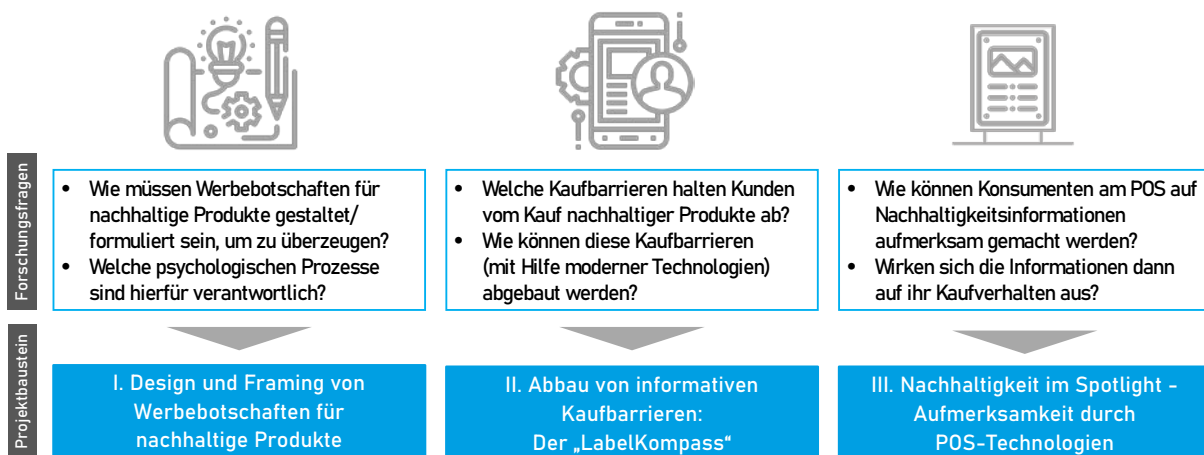 Forschungsfragen
• Wie müssen Werbebotschaften für
nachhaltige Produkte gestaltet/
formuliert sein, um zu überzeugen?
• Welche psychologischen Prozesse
sind hierfür verantwortlich?
• Welche Kaufbarrieren halten Kunden
vom Kauf nachhaltiger Produkte ab?
• Wie können diese Kaufbarrieren
(mit Hilfe moderner Technologien)
abgebaut werden?
• Wie können Konsumenten am POS auf
Nachhaltigkeitsinformationen
aufmerksam gemacht werden?
• Wirken sich die Informationen dann
auf ihr Kaufverhalten aus?
Projektbaustein
I. Design und Framing von
Werbebotschaften für
nachhaltige Produkte
II. Abbau von informativen
Kaufbarrieren:
Der „LabelKompass“
III. Nachhaltigkeit im Spotlight -
Aufmerksamkeit durch
POS-Technologien